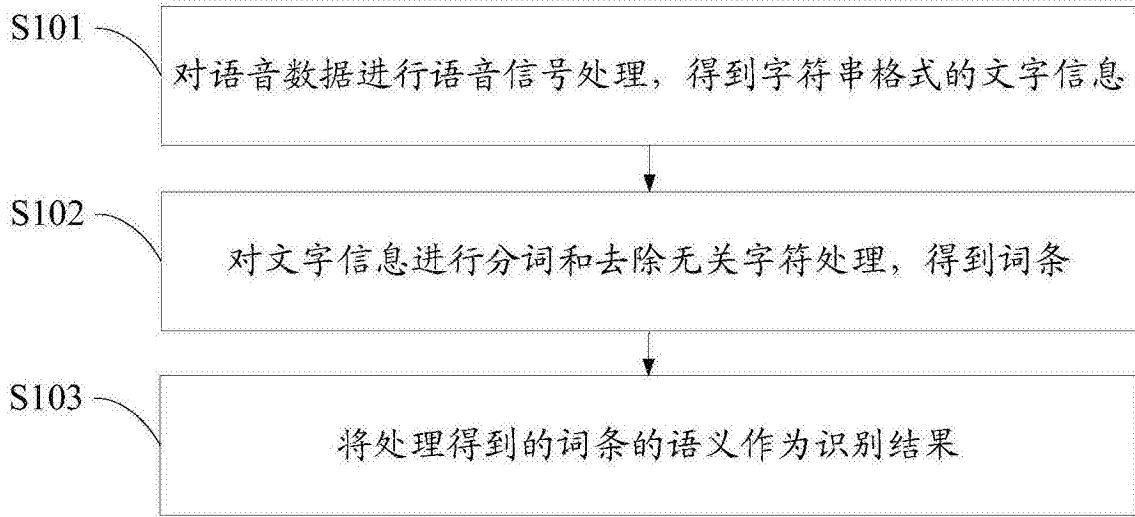 S101
对语音数据进行语音信号处理，得到字符串格式的文字信息
S102
对文字信息进行分词和去除无关字符处理，得到词条
S103
将处理得到的词条的语义作为识别结果